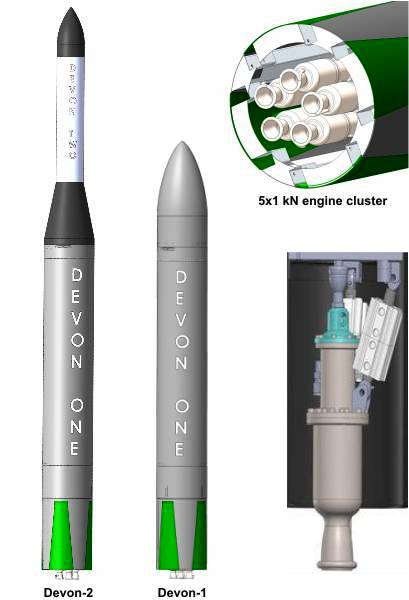 DEVON TWO
DEVON ONE
DEVON ONE
5x1 kN engine cluster
Devon-2
Devon-1